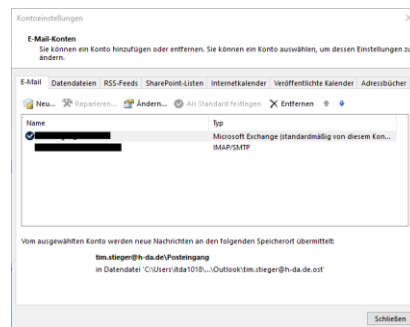 Kontoeinstellungen
E-Mail-Konten
Sie können ein Konto hinzufügen oder entfernen. Sie können ein Konto auswählen, um dessen Einstellungen zu
ändern.
E-Mail Datendateien RSS-Feeds SharePoint-Listen Internetkalender Veröffentlichte Kalender Adressbücher
Neu... Reparieren... Ändern... Als Standard festlegen Entfernen
Name Typ
Microsoft Exchange (standardmäßig von diesem Kon...
IMAP/SMTP
Vom ausgewählten Konto werden neue Nachrichten an den folgenden Speicherort übermittelt:
tim.stieger@h-da.de\Posteingang
in Datendatei 'C:\Users\itda1018\...\Outlook\tim.stieger@h-da.de.ost'
Schließen